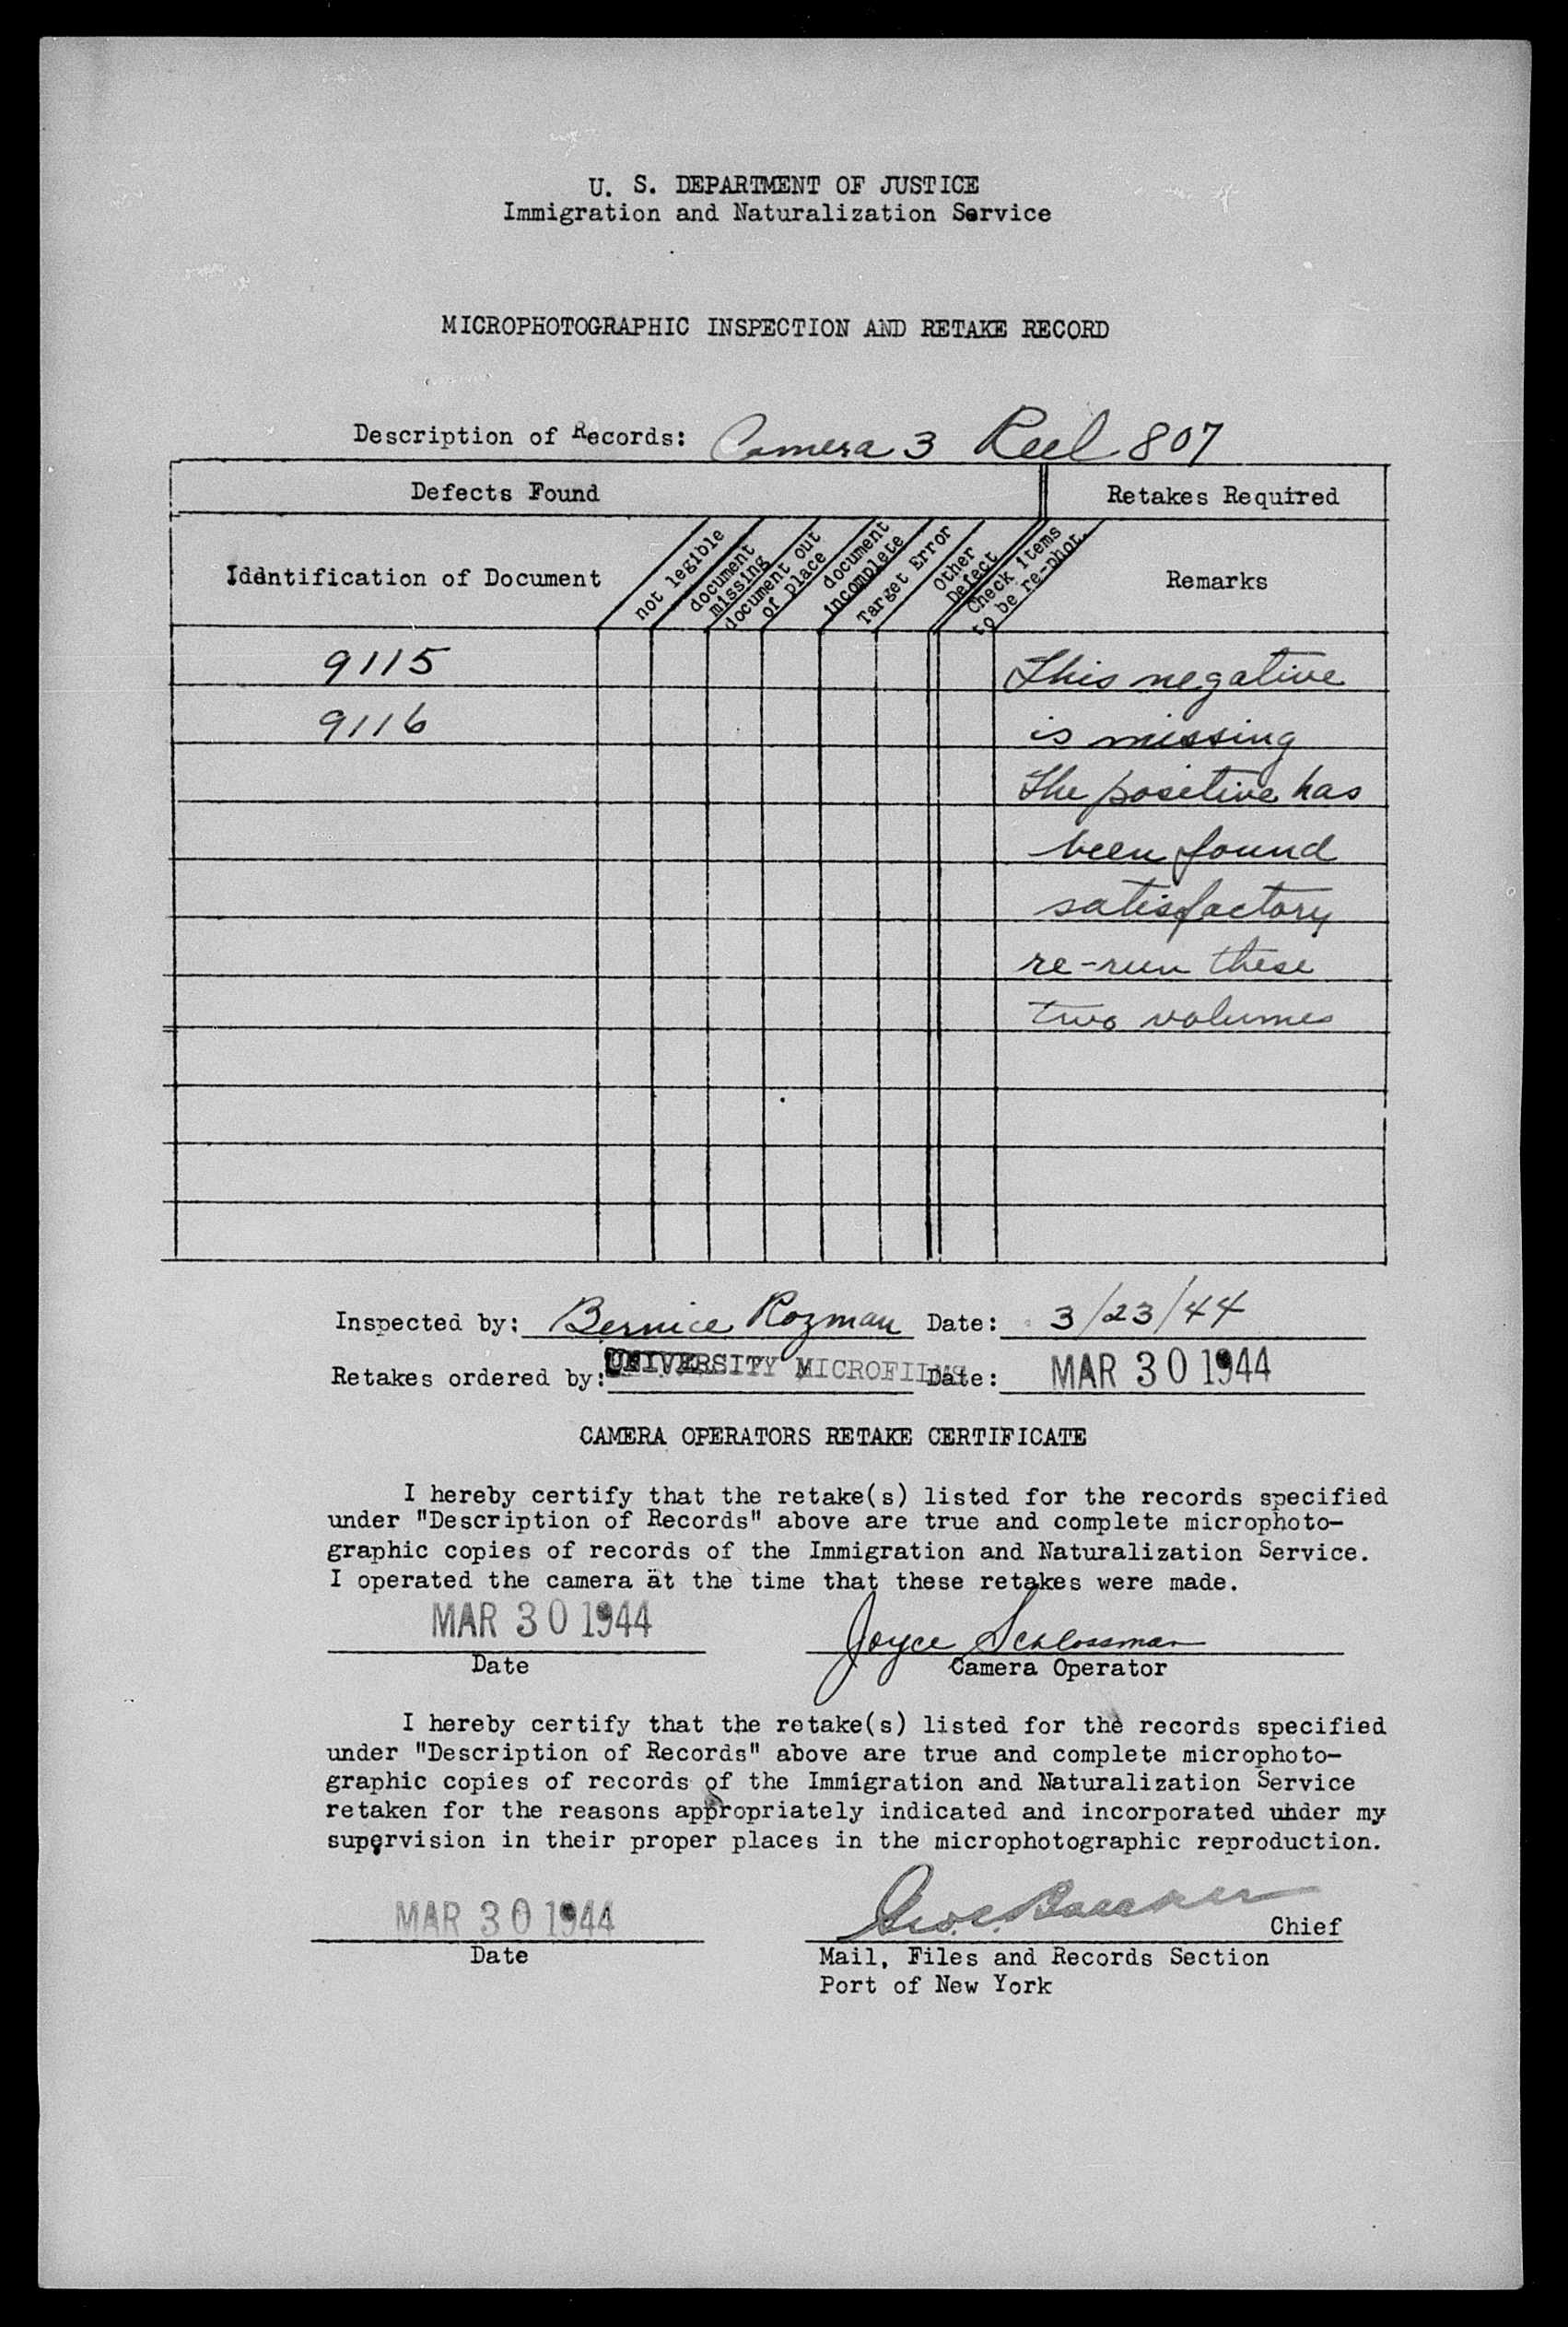 U. S. DEPARTMENT OF JUSTICE
Immigration and Naturalization Service
MICROPHOTOGRAPHIC INSPECTION AND RETAKE RECORD
Description of Records: Camera 3 Reel 807
Defects Found
Retakes Required
Iddntification of Document
not legible
document missing
document out of place
document incomplete
Target Error
Other Defect
Check items to be re-phot.
Remarks
9115
This negative
9116
is missing
The positive has
been found
satisfactory
re-run these
two volumes
Inspected by: Bernice Rozman Date: 3/23/44
Retakes ordered by: UNIVERSITY MICROFILMS Date: MAR 30 1944
CAMERA OPERATORS RETAKE CERTIFICATE
I hereby certify that the retake(s) listed for the records specified
under "Description of Records" above are true and complete microphoto-
graphic copies of records of the Immigration and Naturalization Service.
I operated the camera at the time that these retakes were made.
MAR 30 1944
Joyce Schlossman
Date
Camera Operator
I hereby certify that the retake(s) listed for the records specified
under "Description of Records" above are true and complete microphoto-
graphic copies of records of the Immigration and Naturalization Service
retaken for the reasons appropriately indicated and incorporated under my
supervision in their proper places in the microphotographic reproduction.
MAR 30 1944
Chief
Date
Mail, Files and Records Section
Port of New York